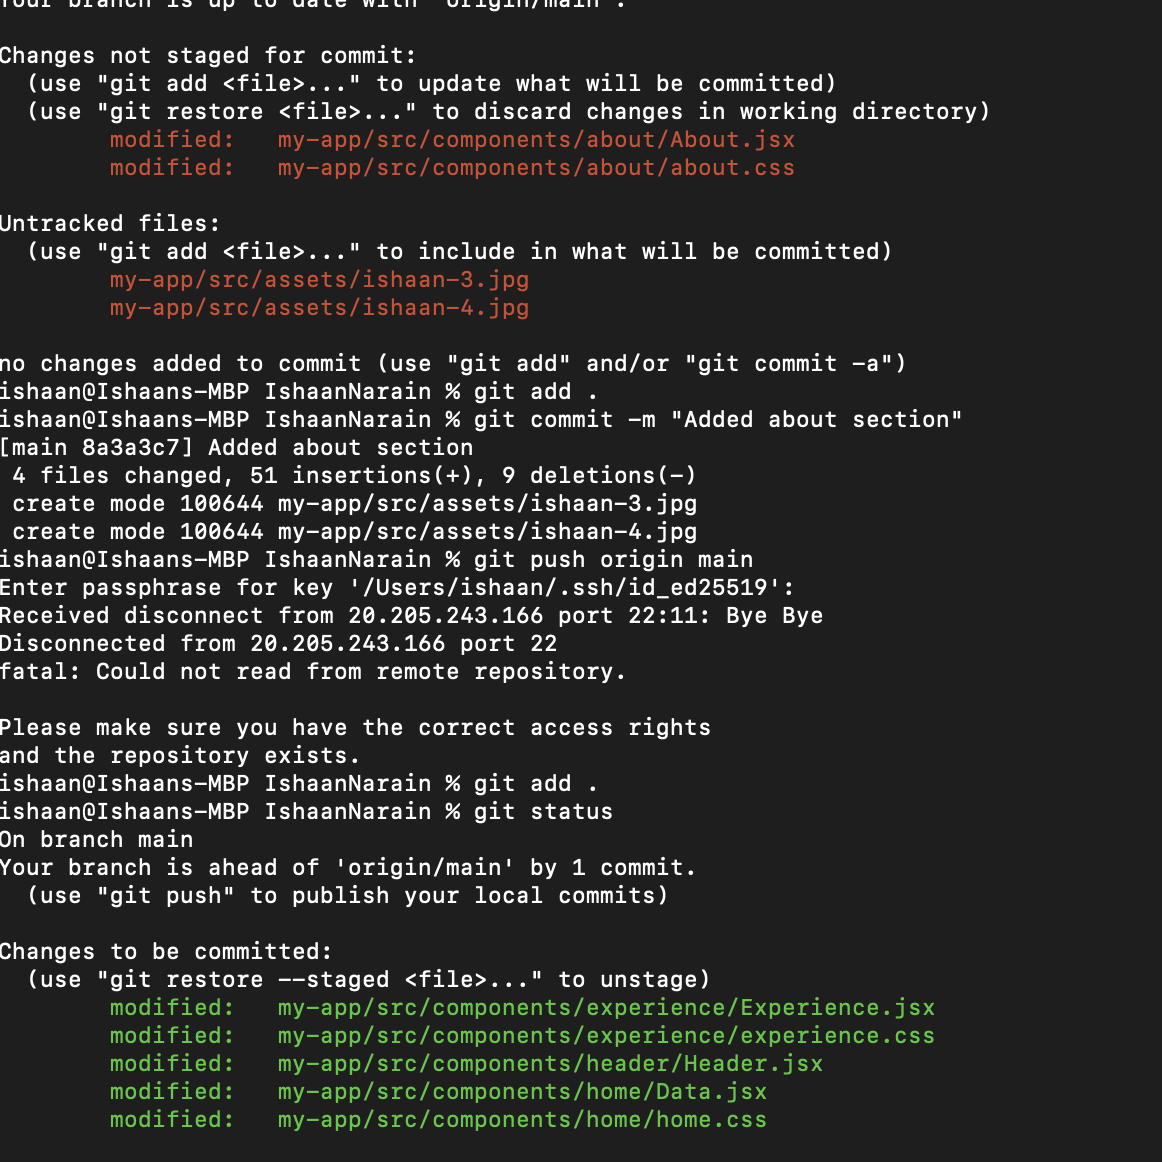 Your branch is up to date with 'origin/main'.
Changes not staged for commit:
(use "git add <file>..." to update what will be committed)
(use "git restore <file>..." to discard changes in working directory)
modified: my-app/src/components/about/About.jsx
modified: my-app/src/components/about/about.css
Untracked files:
(use "git add <file>..." to include in what will be committed)
my-app/src/assets/ishaan-3.jpg
my-app/src/assets/ishaan-4.jpg
no changes added to commit (use "git add" and/or "git commit -a")
ishaan@Ishaans-MBP IshaanNarain % git add .
ishaan@Ishaans-MBP IshaanNarain % git commit -m "Added about section"
[main 8a3a3c7] Added about section
4 files changed, 51 insertions(+), 9 deletions(-)
create mode 100644 my-app/src/assets/ishaan-3.jpg
create mode 100644 my-app/src/assets/ishaan-4.jpg
ishaan@Ishaans-MBP IshaanNarain % git push origin main
Enter passphrase for key '/Users/ishaan/.ssh/id_ed25519':
Received disconnect from 20.205.243.166 port 22:11: Bye Bye
Disconnected from 20.205.243.166 port 22
fatal: Could not read from remote repository.
Please make sure you have the correct access rights
and the repository exists.
ishaan@Ishaans-MBP IshaanNarain % git add .
ishaan@Ishaans-MBP IshaanNarain % git status
On branch main
Your branch is ahead of 'origin/main' by 1 commit.
(use "git push" to publish your local commits)
Changes to be committed:
(use "git restore --staged <file>..." to unstage)
modified: my-app/src/components/experience/Experience.jsx
modified: my-app/src/components/experience/experience.css
modified: my-app/src/components/header/Header.jsx
modified: my-app/src/components/home/Data.jsx
modified: my-app/src/components/home/home.css